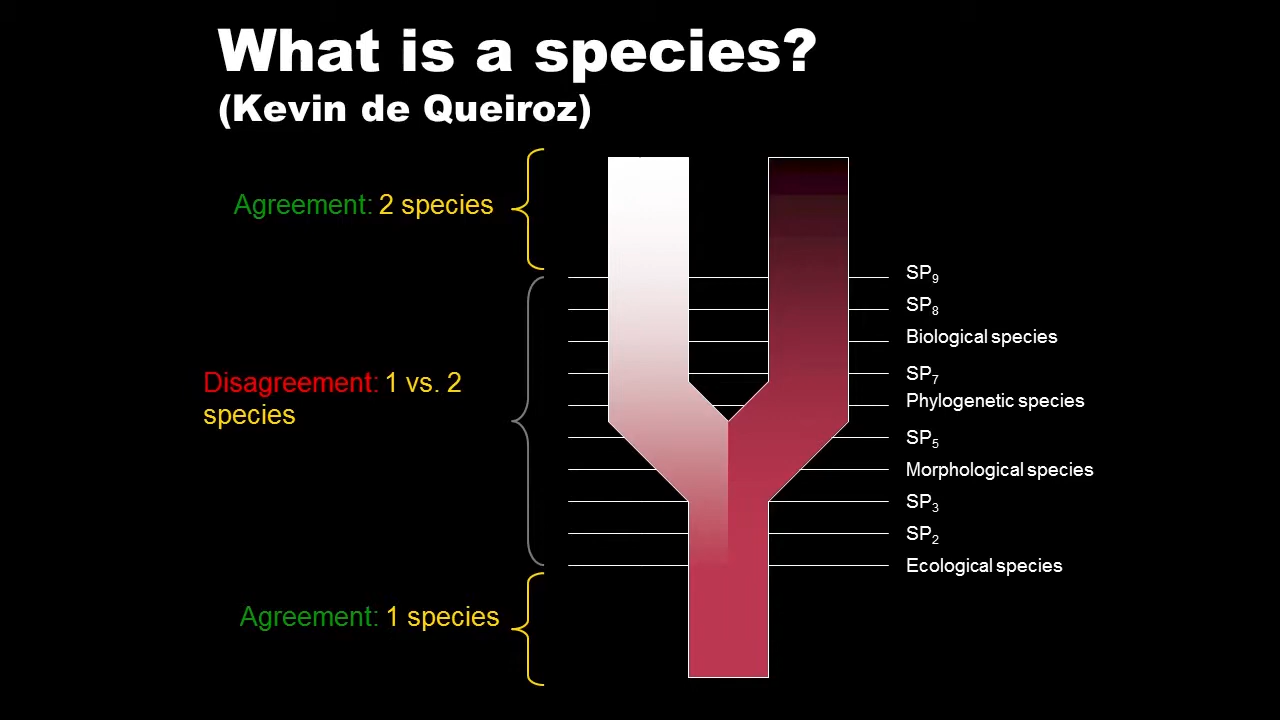 What is a species?
(Kevin de Queiroz)
Agreement: 2 species
SP₉
SP₈
Biological species
SP₇
Disagreement: 1 vs. 2
species
Phylogenetic species
SP₅
Morphological species
SP₃
SP₂
Ecological species
Agreement: 1 species